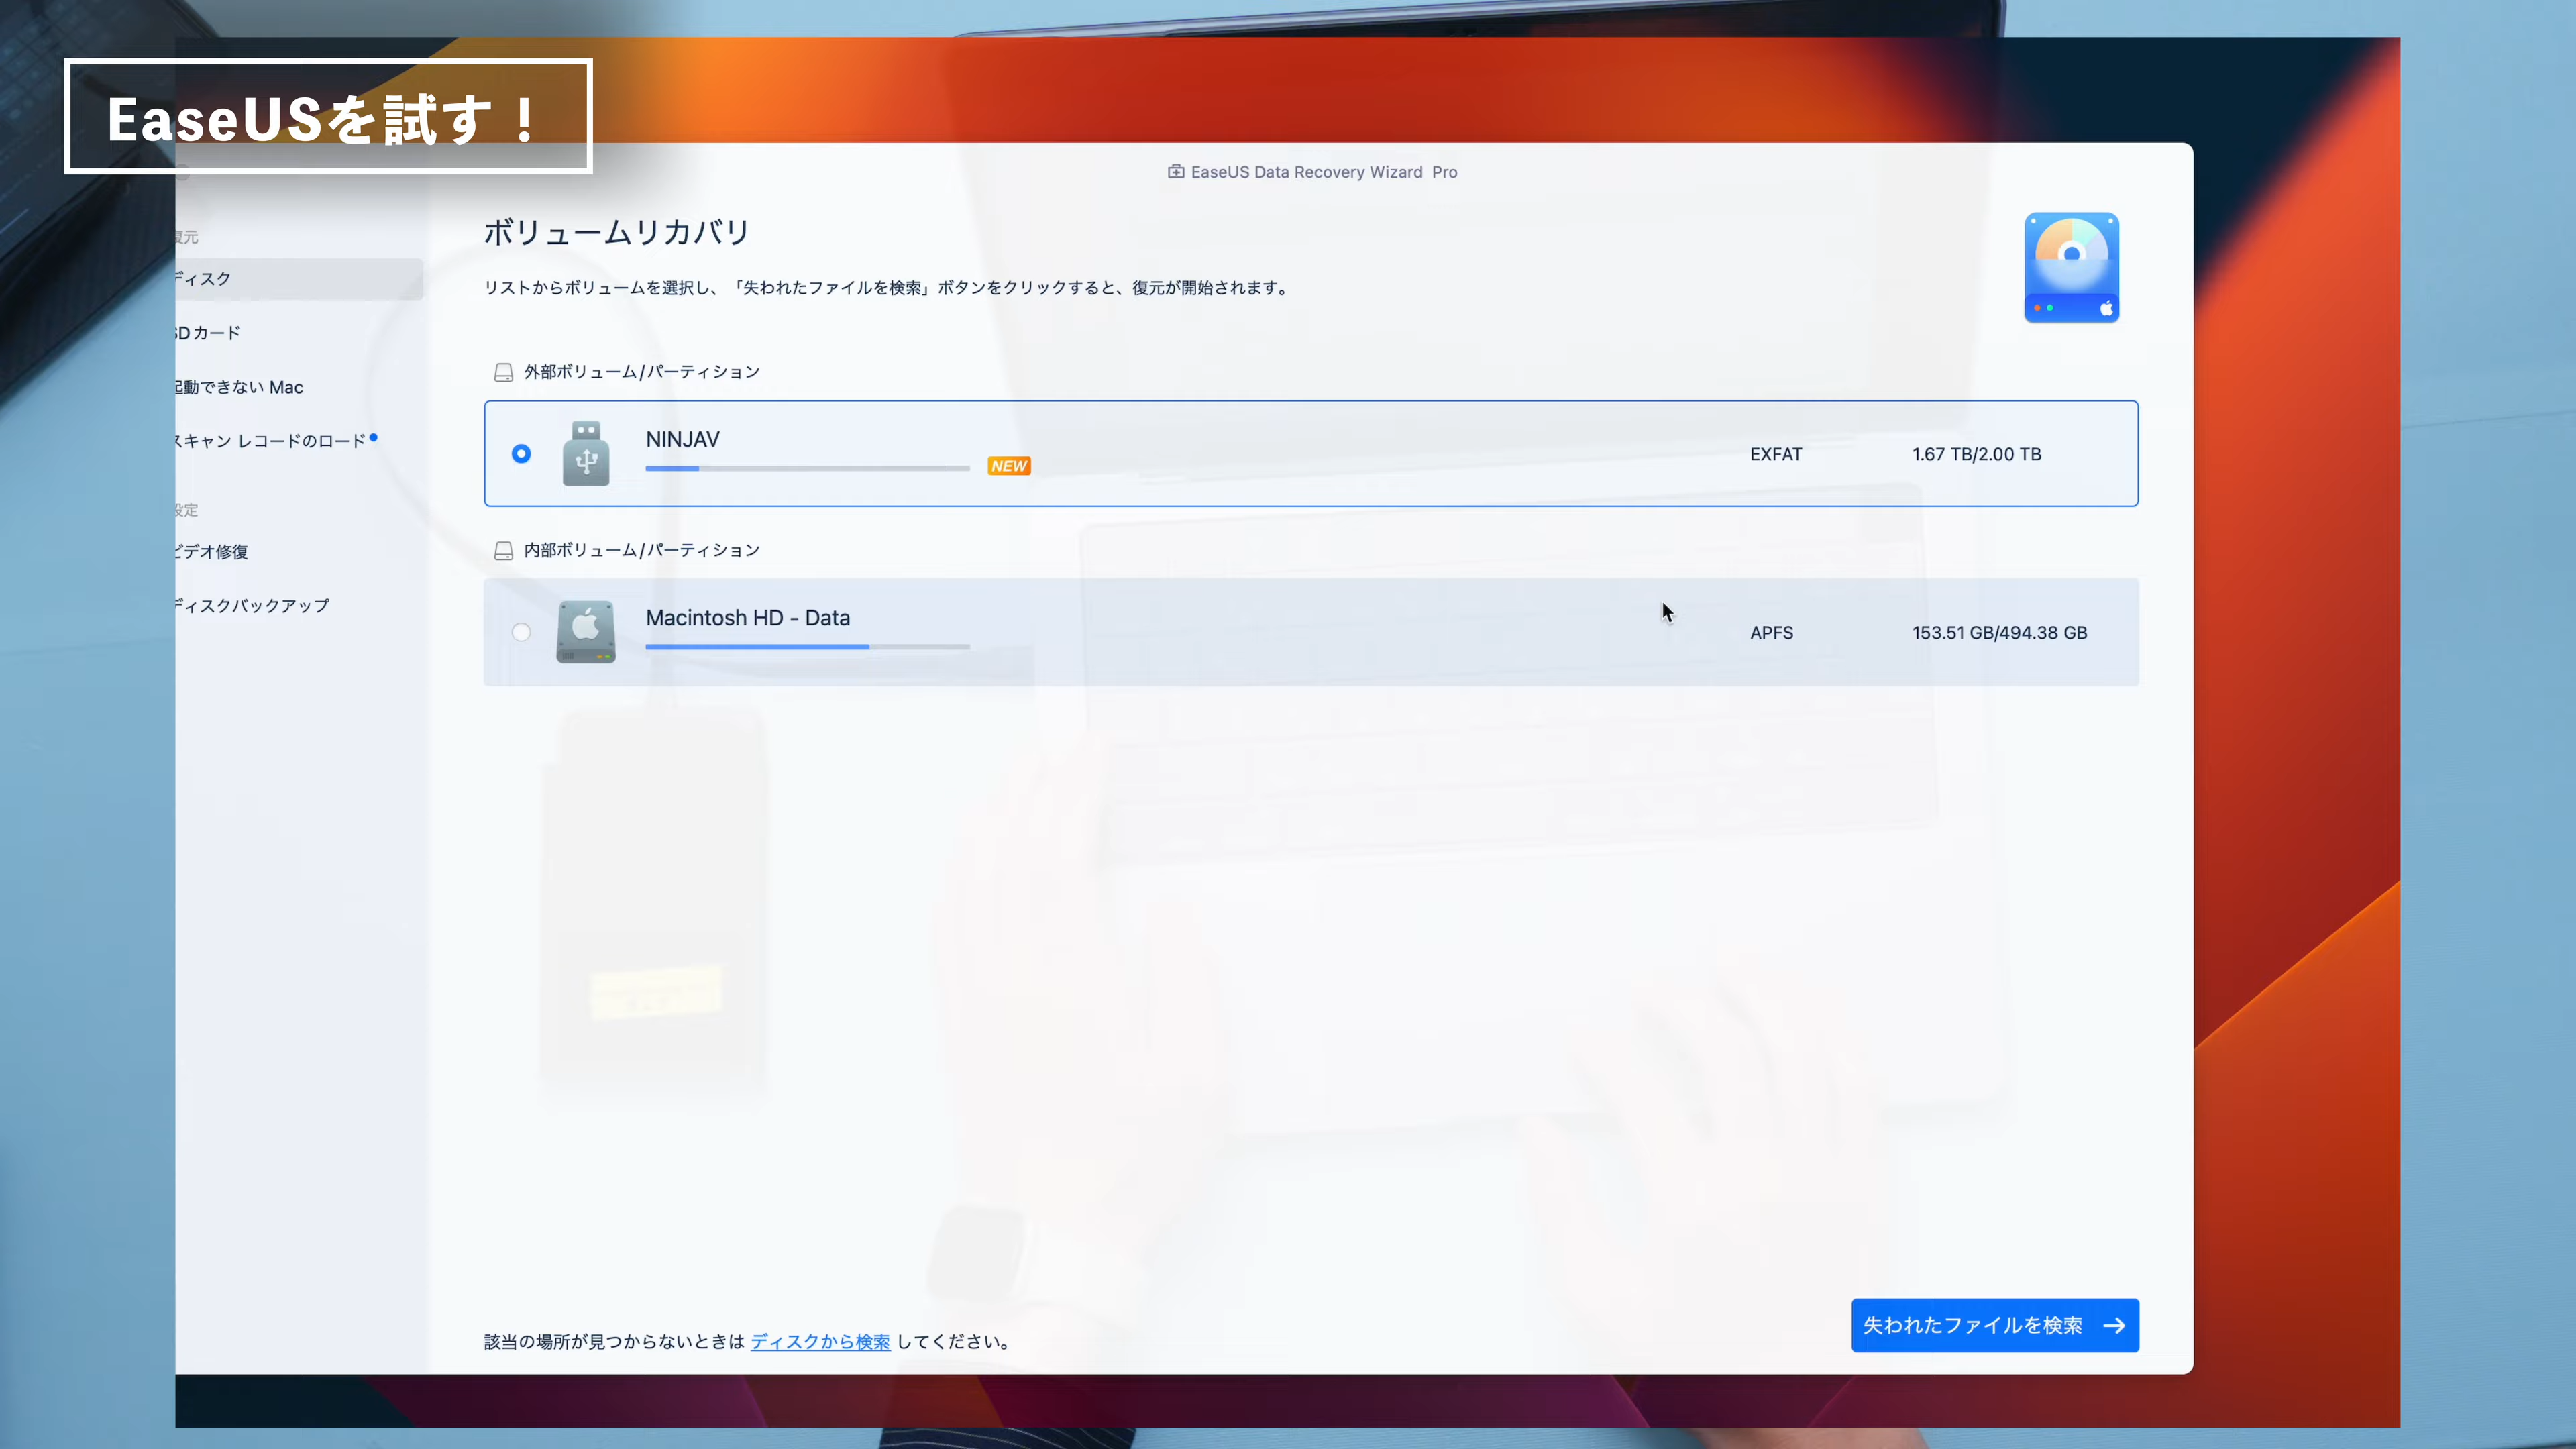 EaseUSを試す！
EaseUS Data Recovery Wizard Pro
復元
ディスク
SDカード
起動できない Mac
スキャン レコードのロード
設定
ビデオ修復
ディスクバックアップ
ボリュームリカバリ
リストからボリュームを選択し、「失われたファイルを検索」ボタンをクリックすると、復元が開始されます。
外部ボリューム/パーティション
NINJAV
NEW
EXFAT
1.67 TB/2.00 TB
内部ボリューム/パーティション
Macintosh HD - Data
APFS
153.51 GB/494.38 GB
該当の場所が見つからないときは ディスクから検索 してください。
失われたファイルを検索